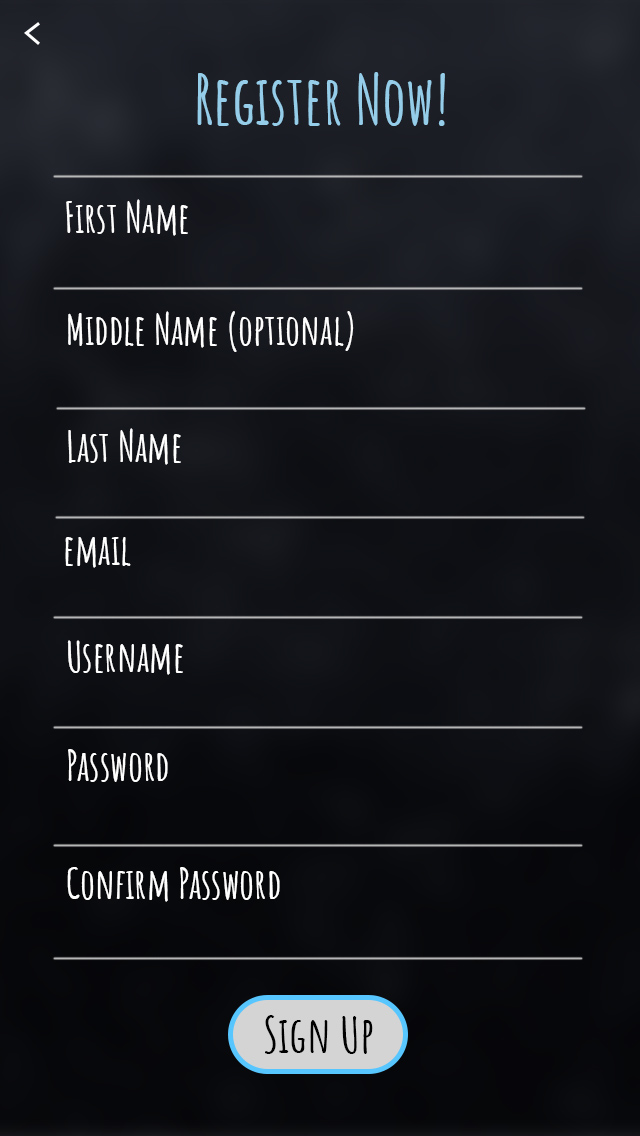 Register Now!
First Name
Middle Name (optional)
Last Name
email
Username
Password
Confirm Password
Sign Up